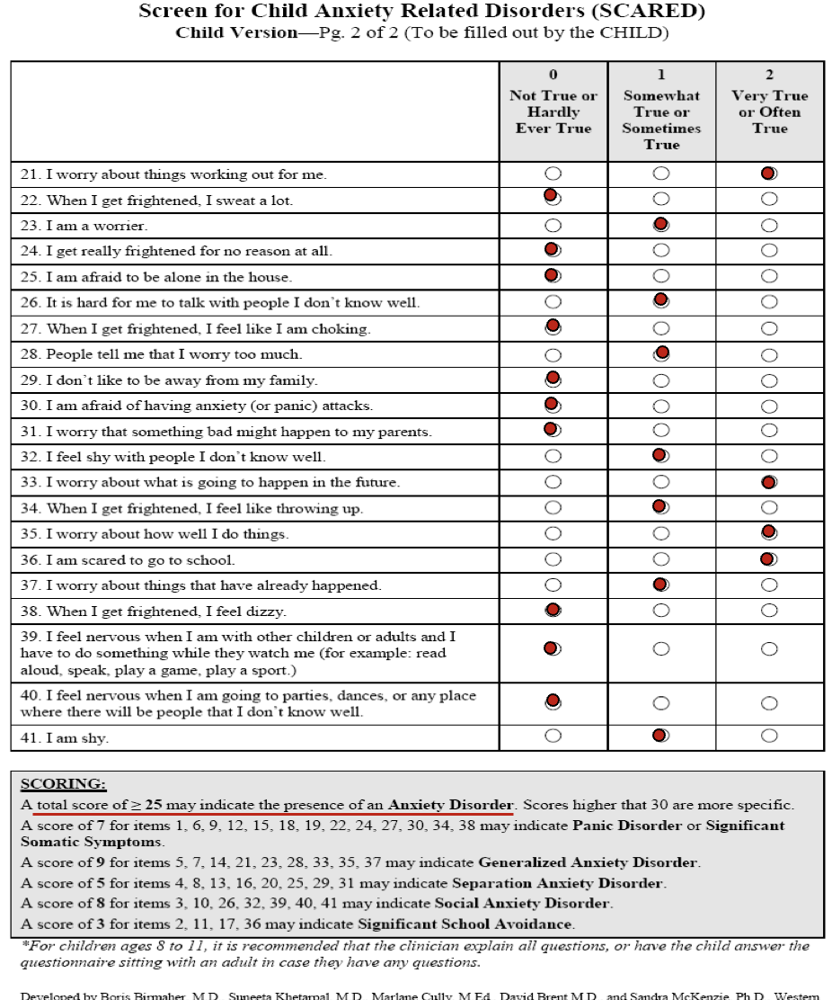 Screen for Child Anxiety Related Disorders (SCARED)
Child Version—Pg. 2 of 2 (To be filled out by the CHILD)
0
Not True or
Hardly
Ever True
1
Somewhat
True or
Sometimes
True
2
Very True
or Often
True
21. I worry about things working out for me.
22. When I get frightened, I sweat a lot.
23. I am a worrier.
24. I get really frightened for no reason at all.
25. I am afraid to be alone in the house.
26. It is hard for me to talk with people I don't know well.
27. When I get frightened, I feel like I am choking.
28. People tell me that I worry too much.
29. I don't like to be away from my family.
30. I am afraid of having anxiety (or panic) attacks.
31. I worry that something bad might happen to my parents.
32. I feel shy with people I don't know well.
33. I worry about what is going to happen in the future.
34. When I get frightened, I feel like throwing up.
35. I worry about how well I do things.
36. I am scared to go to school.
37. I worry about things that have already happened.
38. When I get frightened, I feel dizzy.
39. I feel nervous when I am with other children or adults and I
have to do something while they watch me (for example: read
aloud, speak, play a game, play a sport.)
40. I feel nervous when I am going to parties, dances, or any place
where there will be people that I don't know well.
41. I am shy.
SCORING:
A total score of ≥ 25 may indicate the presence of an Anxiety Disorder. Scores higher that 30 are more specific.
A score of 7 for items 1, 6, 9, 12, 15, 18, 19, 22, 24, 27, 30, 34, 38 may indicate Panic Disorder or Significant
Somatic Symptoms.
A score of 9 for items 5, 7, 14, 21, 23, 28, 33, 35, 37 may indicate Generalized Anxiety Disorder.
A score of 5 for items 4, 8, 13, 16, 20, 25, 29, 31 may indicate Separation Anxiety Disorder.
A score of 8 for items 3, 10, 26, 32, 39, 40, 41 may indicate Social Anxiety Disorder.
A score of 3 for items 2, 11, 17, 36 may indicate Significant School Avoidance.
*For children ages 8 to 11, it is recommended that the clinician explain all questions, or have the child answer the
questionnaire sitting with an adult in case they have any questions.
Developed by Boris Birmaher, M.D., Suneeta Khetarpal, M.D., Marlane Cully, M.Ed., David Brent M.D., and Sandra McKenzie, Ph.D., Western